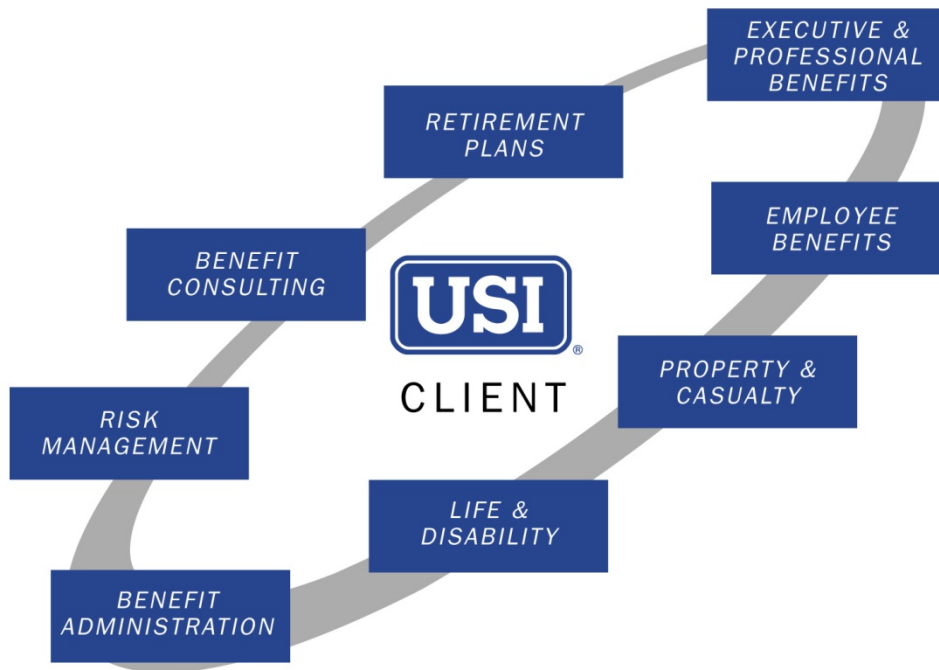 EXECUTIVE &
PROFESSIONAL
BENEFITS
RETIREMENT
PLANS
EMPLOYEE
BENEFITS
BENEFIT
CONSULTING
USI®
CLIENT
PROPERTY &
CASUALTY
RISK
MANAGEMENT
LIFE &
DISABILITY
BENEFIT
ADMINISTRATION